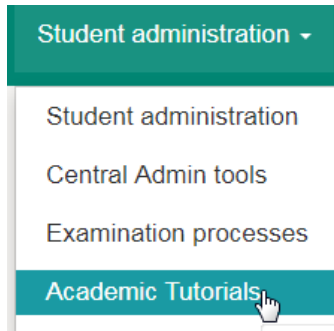 Student administration
Student administration
Central Admin tools
Examination processes
Academic Tutorials